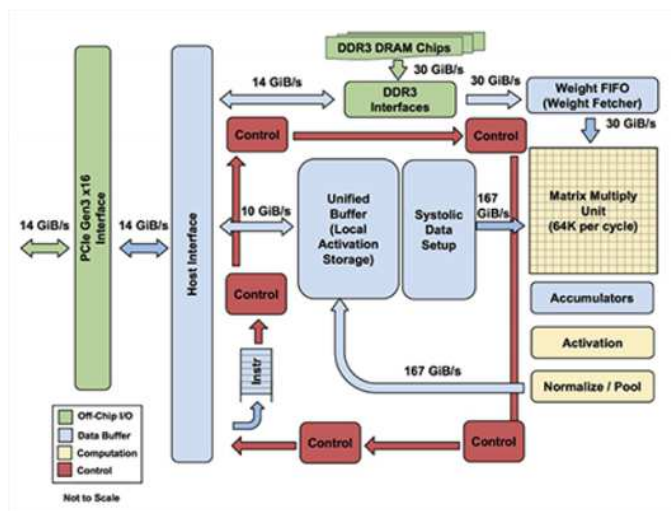 DDR3 DRAM Chips
30 GiB/s
14 GiB/s
DDR3
Interfaces
30 GiB/s
Weight FIFO
(Weight Fetcher)
30 GiB/s
Control
Control
PCIe Gen3 x16
Interface
14 GiB/s
14 GiB/s
Host Interface
10 GiB/s
Unified
Buffer
(Local
Activation
Storage)
Systolic
Data
Setup
167
GiB/s
Matrix Multiply
Unit
(64K per cycle)
Control
Accumulators
Activation
Instr
167 GiB/s
Normalize / Pool
Control
Control
Off-Chip I/O
Data Buffer
Computation
Control
Not to Scale